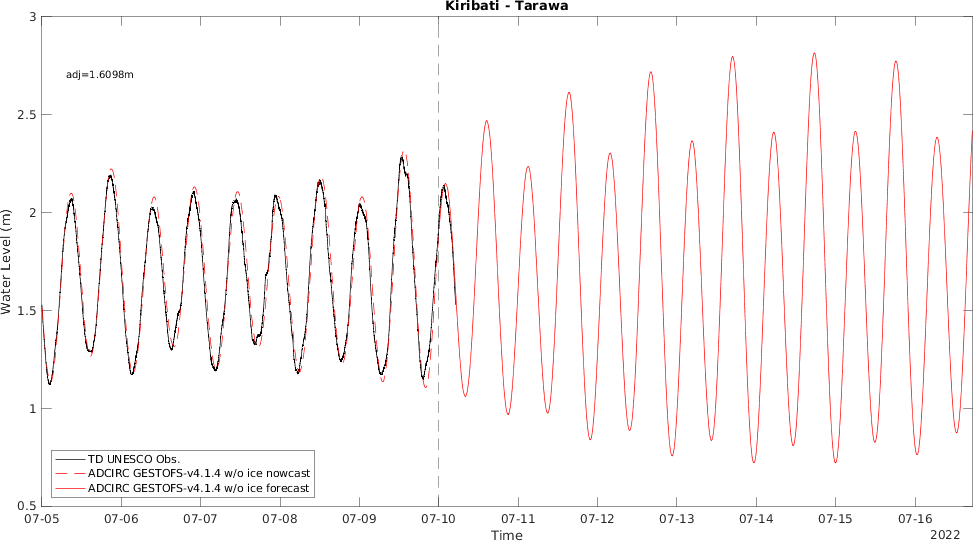 Kiribati - Tarawa
3
adj=1.6098m
2.5
2
Water Level (m)
1.5
1
TD UNESCO Obs.
ADCIRC GESTOFS-v4.1.4 w/o ice nowcast
ADCIRC GESTOFS-v4.1.4 w/o ice forecast
0.5
07-05 07-06 07-07 07-08 07-09 07-10 07-11 07-12 07-13 07-14 07-15 07-16
Time
2022